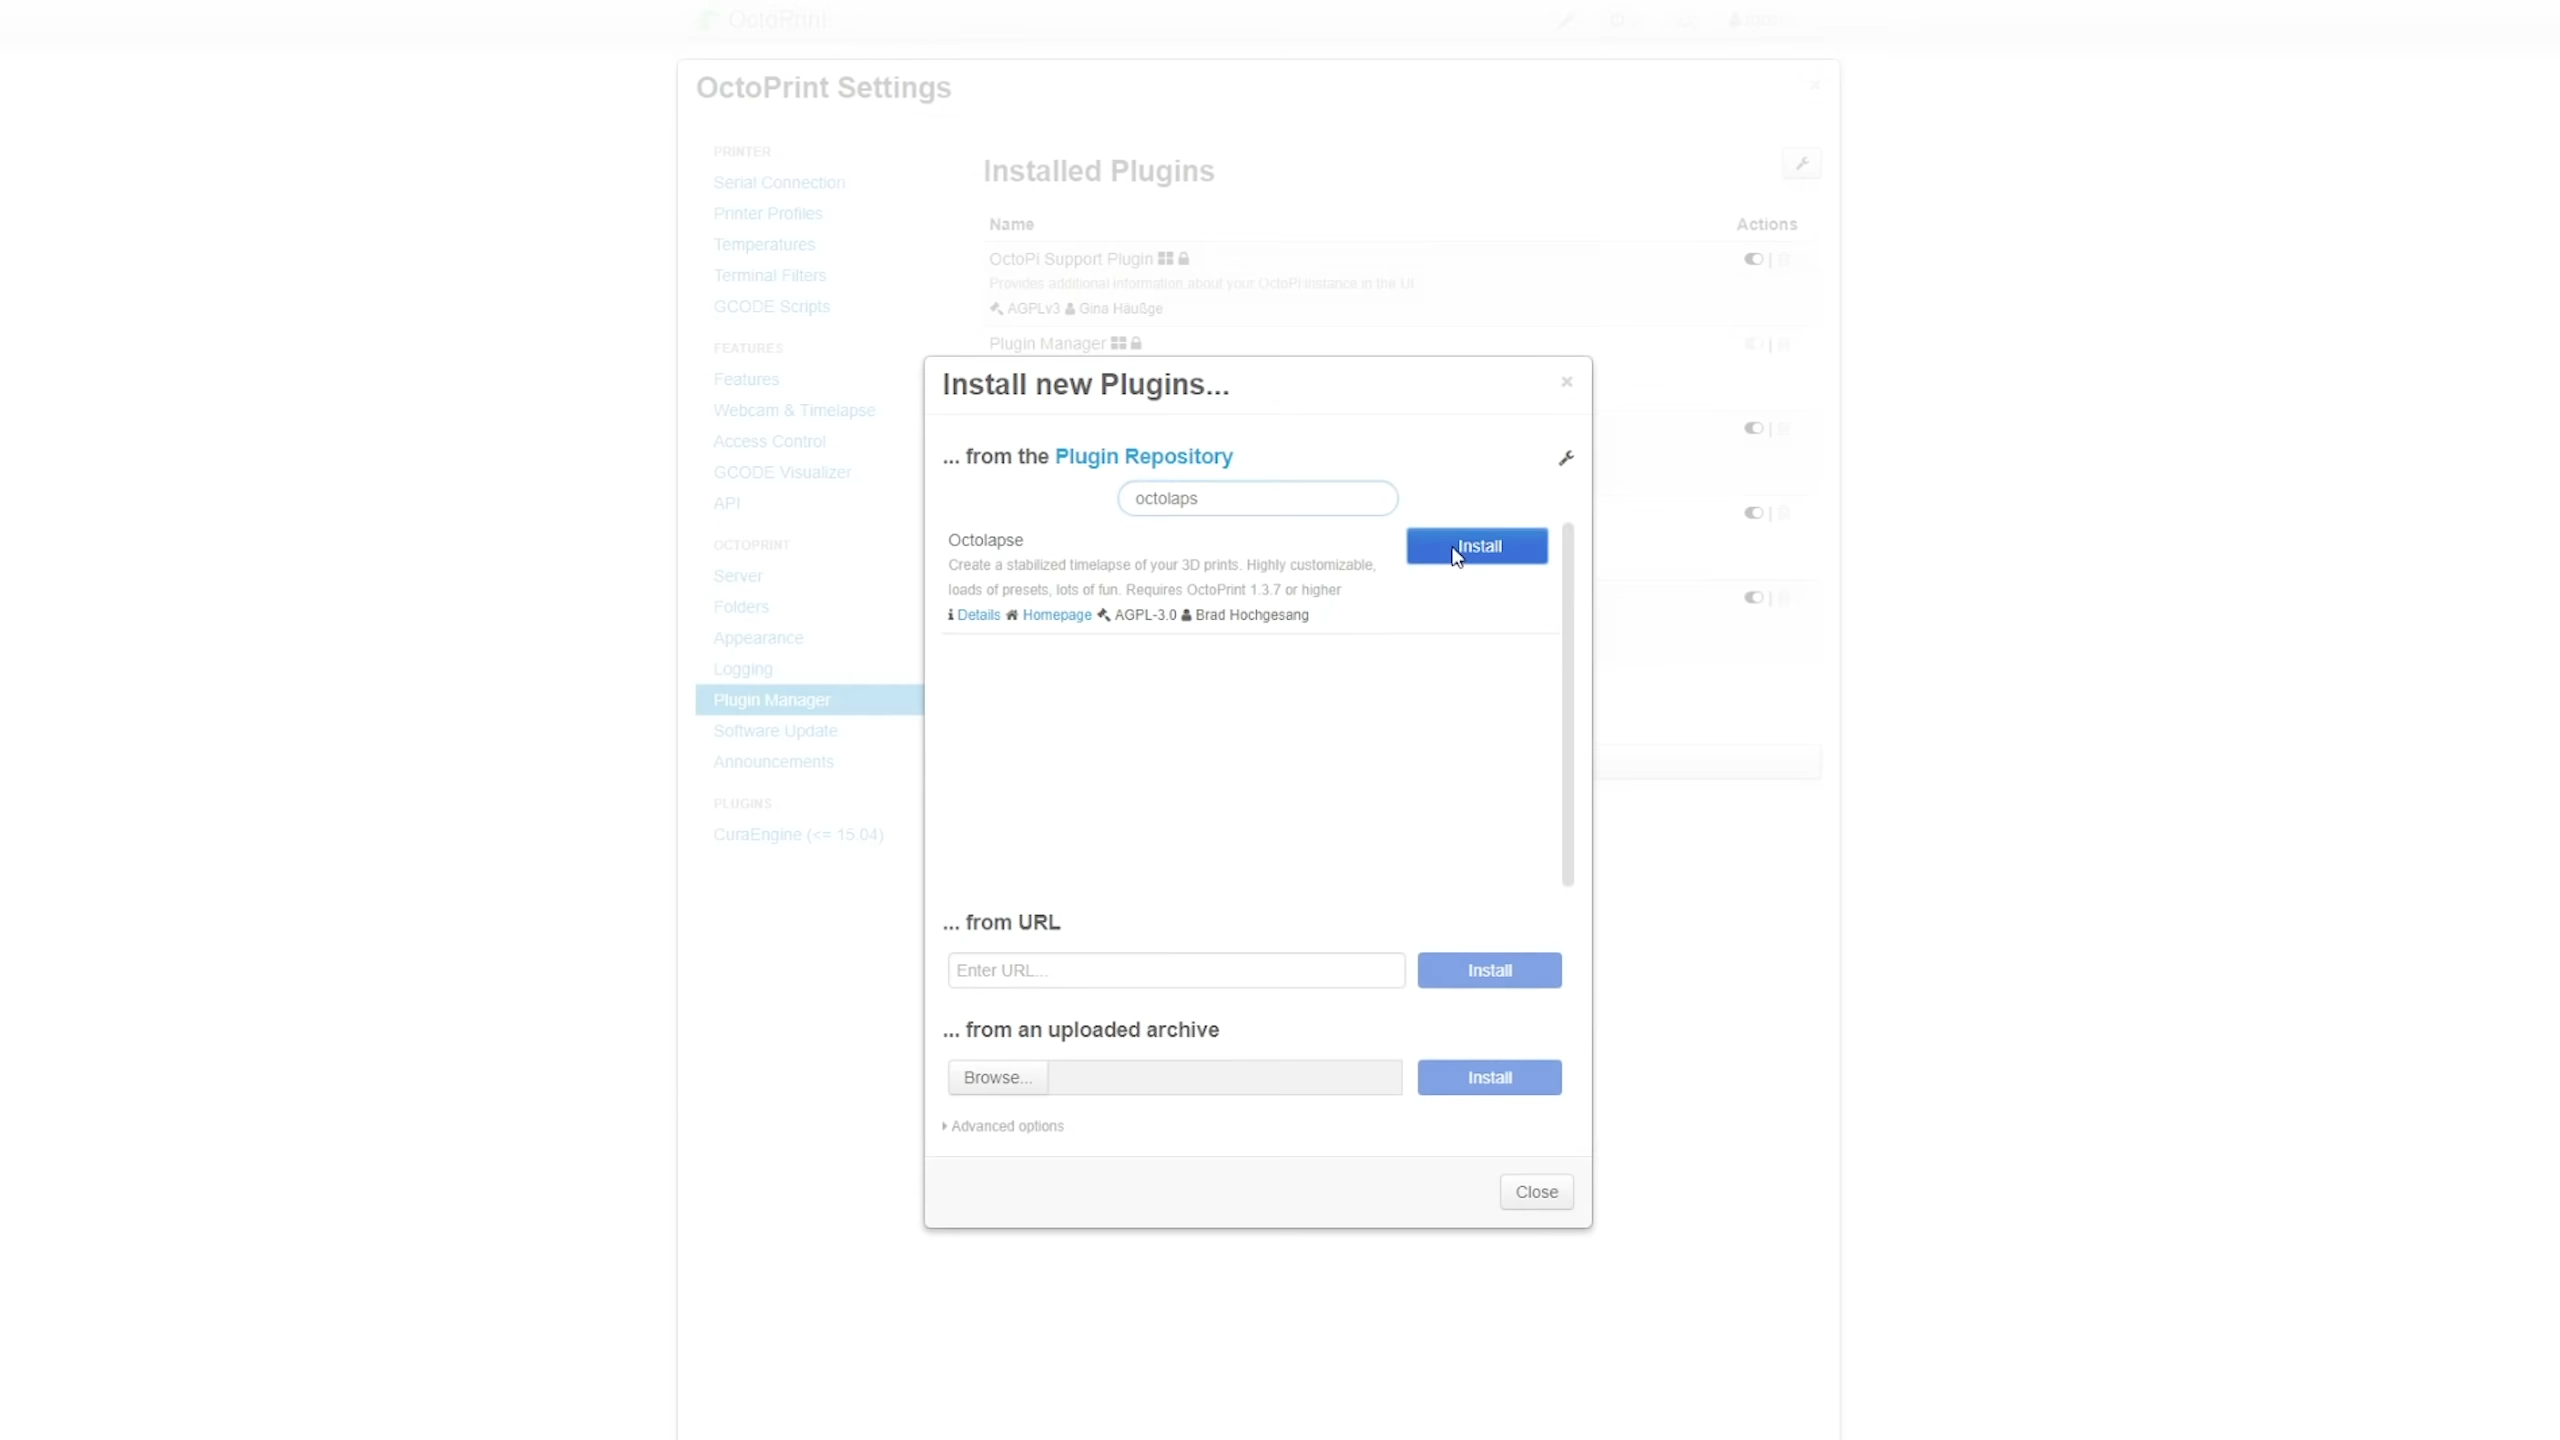 OctoPrint
OctoPrint Settings
×
PRINTER
Serial Connection
Printer Profiles
Temperatures
Terminal Filters
GCODE Scripts
FEATURES
Features
Webcam & Timelapse
Access Control
GCODE Visualizer
API
OCTOPRINT
Server
Folders
Appearance
Logging
Plugin Manager
Software Update
Announcements
PLUGINS
CuraEngine (<= 15.04)
Installed Plugins
Name Actions
OctoPi Support Plugin
Provides additional information about your OctoPi instance in the UI
AGPLv3 Gina Häußge
Plugin Manager
Install new Plugins... ×
... from the Plugin Repository
octolaps
Octolapse Install
Create a stabilized timelapse of your 3D prints. Highly customizable,
loads of presets, lots of fun. Requires OctoPrint 1.3.7 or higher
Details Homepage AGPL-3.0 Brad Hochgesang
... from URL
Enter URL... Install
... from an uploaded archive
Browse... Install
Advanced options
Close